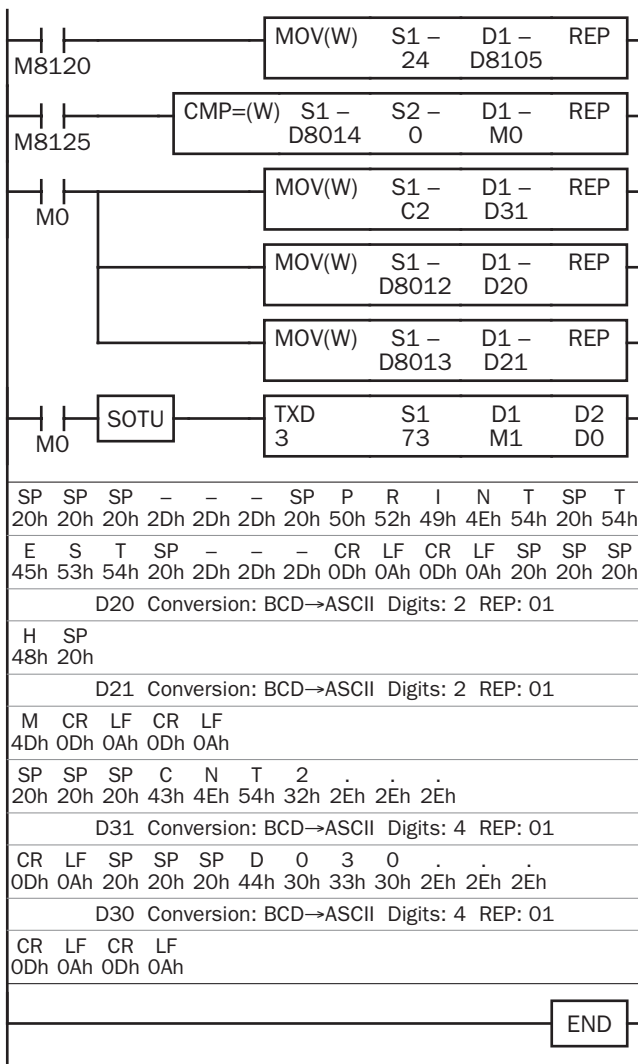 MOV(W) S1 – D1 – REP
24 D8105
M8120
CMP=(W) S1 – S2 – D1 – REP
D8014 0 M0
M8125
MOV(W) S1 – D1 – REP
C2 D31
M0
MOV(W) S1 – D1 – REP
D8012 D20
MOV(W) S1 – D1 – REP
D8013 D21
SOTU TXD S1 D1 D2
3 73 M1 D0
M0
SP SP SP – – – SP P R I N T SP T
20h 20h 20h 2Dh 2Dh 2Dh 20h 50h 52h 49h 4Eh 54h 20h 54h
E S T SP – – – CR LF CR LF SP SP SP
45h 53h 54h 20h 2Dh 2Dh 2Dh 0Dh 0Ah 0Dh 0Ah 20h 20h 20h
D20 Conversion: BCD→ASCII Digits: 2 REP: 01
H SP
48h 20h
D21 Conversion: BCD→ASCII Digits: 2 REP: 01
M CR LF CR LF
4Dh 0Dh 0Ah 0Dh 0Ah
SP SP SP C N T 2 . . .
20h 20h 20h 43h 4Eh 54h 32h 2Eh 2Eh 2Eh
D31 Conversion: BCD→ASCII Digits: 4 REP: 01
CR LF SP SP SP D 0 3 0 . . .
0Dh 0Ah 20h 20h 20h 44h 30h 33h 30h 2Eh 2Eh 2Eh
D30 Conversion: BCD→ASCII Digits: 4 REP: 01
CR LF CR LF
0Dh 0Ah 0Dh 0Ah
END